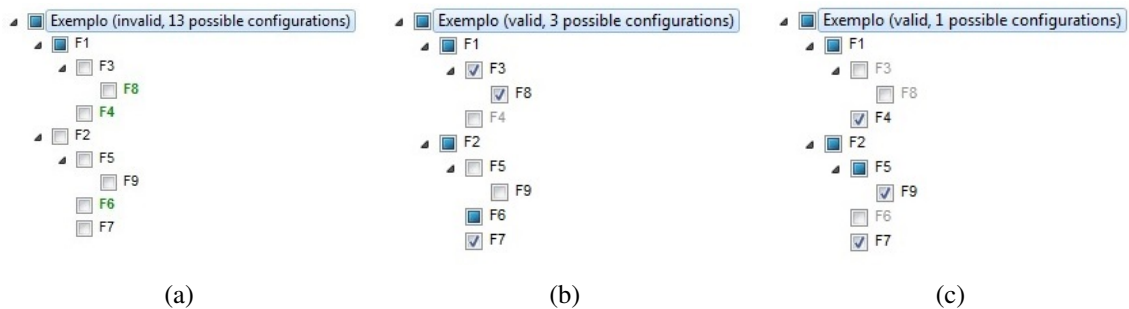 Exemplo (invalid, 13 possible configurations)
F1
F3
F8
F4
F2
F5
F9
F6
F7
(a)
Exemplo (valid, 3 possible configurations)
F1
F3
F8
F4
F2
F5
F9
F6
F7
(b)
Exemplo (valid, 1 possible configurations)
F1
F3
F8
F4
F2
F5
F9
F6
F7
(c)